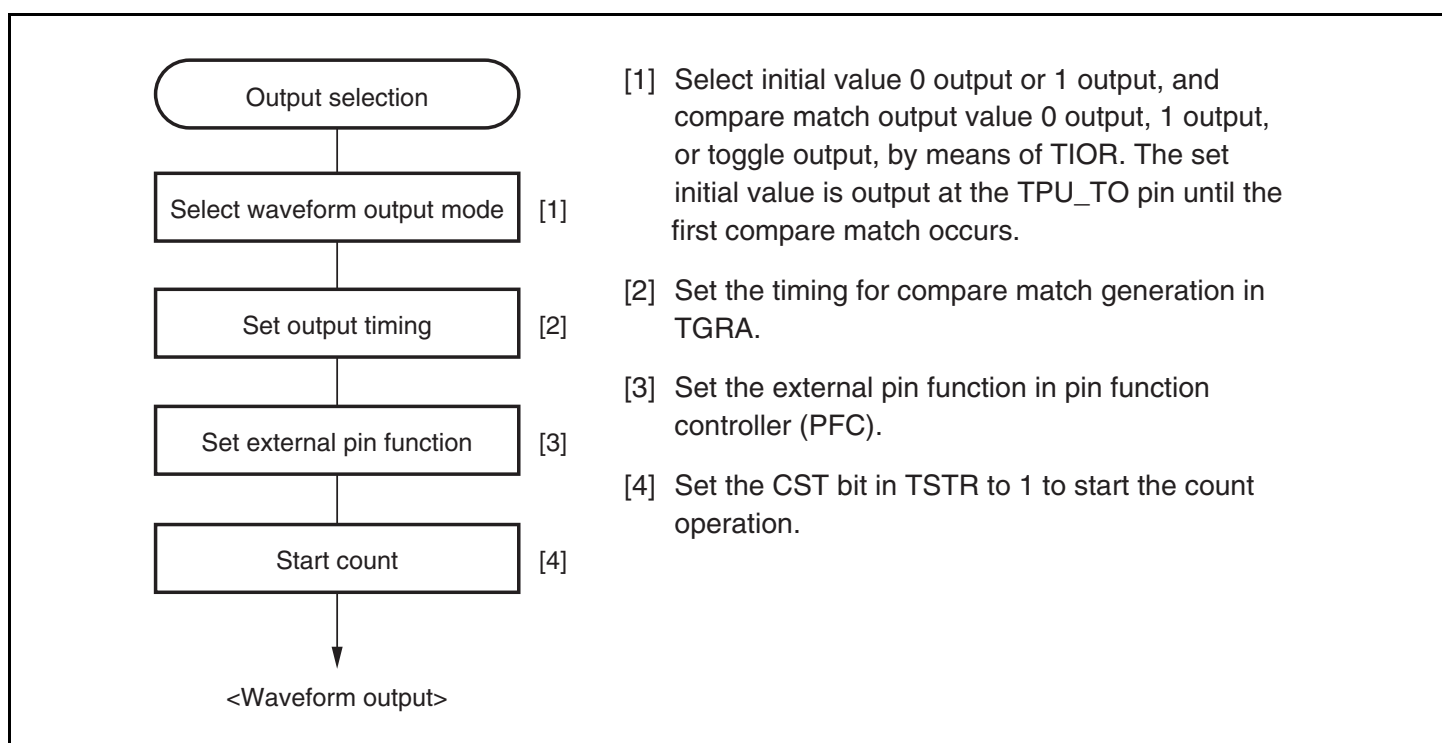 Output selection
Select waveform output mode [1]
Set output timing [2]
Set external pin function [3]
Start count [4]
<Waveform output>
[1] Select initial value 0 output or 1 output, and
compare match output value 0 output, 1 output,
or toggle output, by means of TIOR. The set
initial value is output at the TPU_TO pin until the
first compare match occurs.
[2] Set the timing for compare match generation in
TGRA.
[3] Set the external pin function in pin function
controller (PFC).
[4] Set the CST bit in TSTR to 1 to start the count
operation.